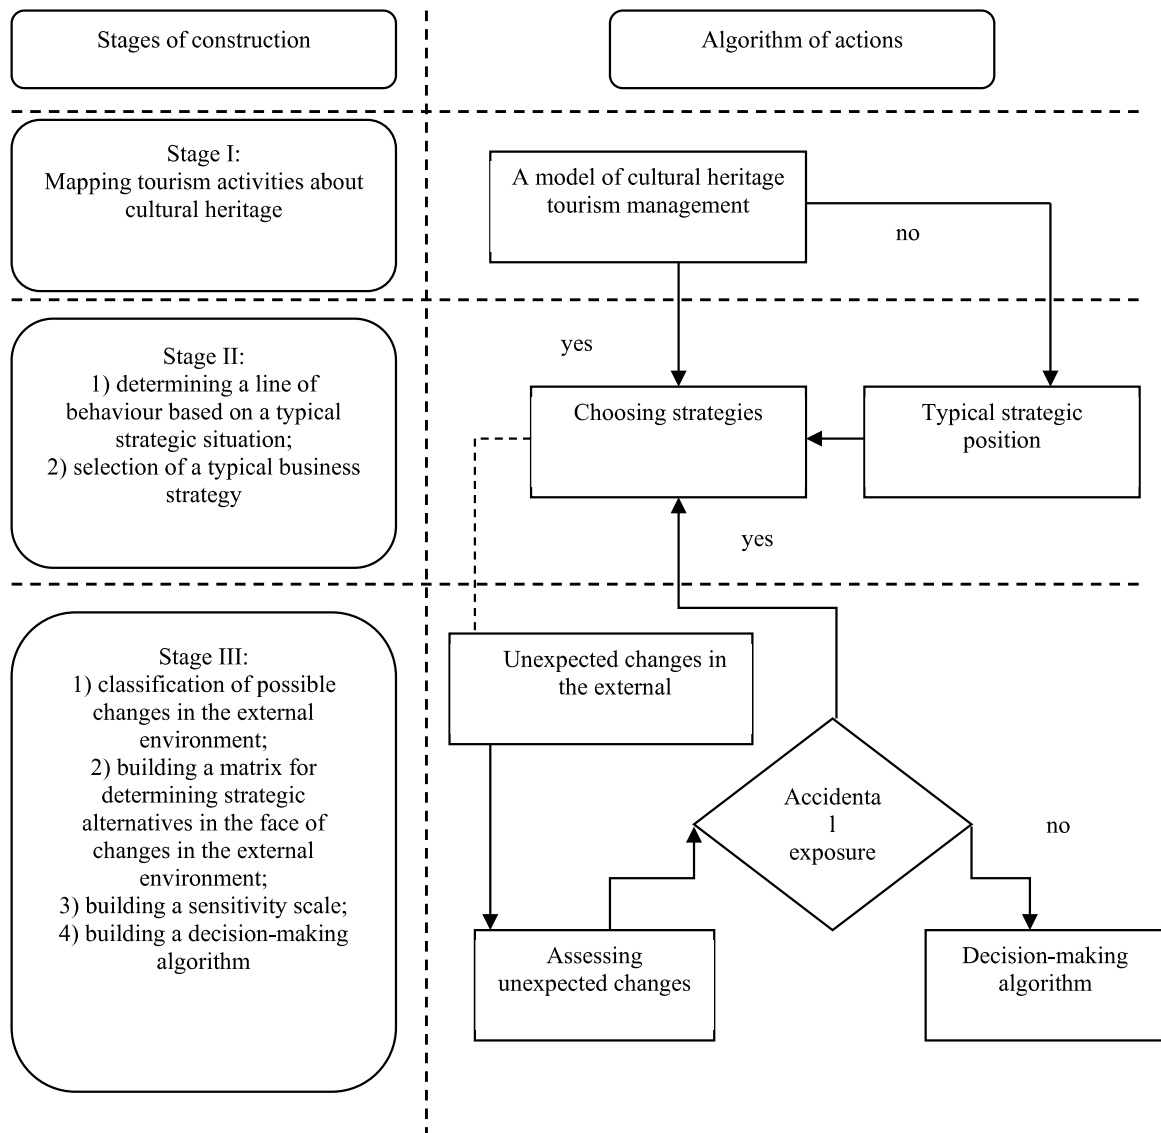 Stages of construction
Algorithm of actions
Stage I:
Mapping tourism activities about
cultural heritage
A model of cultural heritage
tourism management
no
yes
Stage II:
1) determining a line of
behaviour based on a typical
strategic situation;
2) selection of a typical business
strategy
Choosing strategies
Typical strategic
position
yes
Stage III:
1) classification of possible
changes in the external
environment;
2) building a matrix for
determining strategic
alternatives in the face of
changes in the external
environment;
3) building a sensitivity scale;
4) building a decision-making
algorithm
Unexpected changes in
the external
Accidenta
l
exposure
no
Assessing
unexpected changes
Decision-making
algorithm